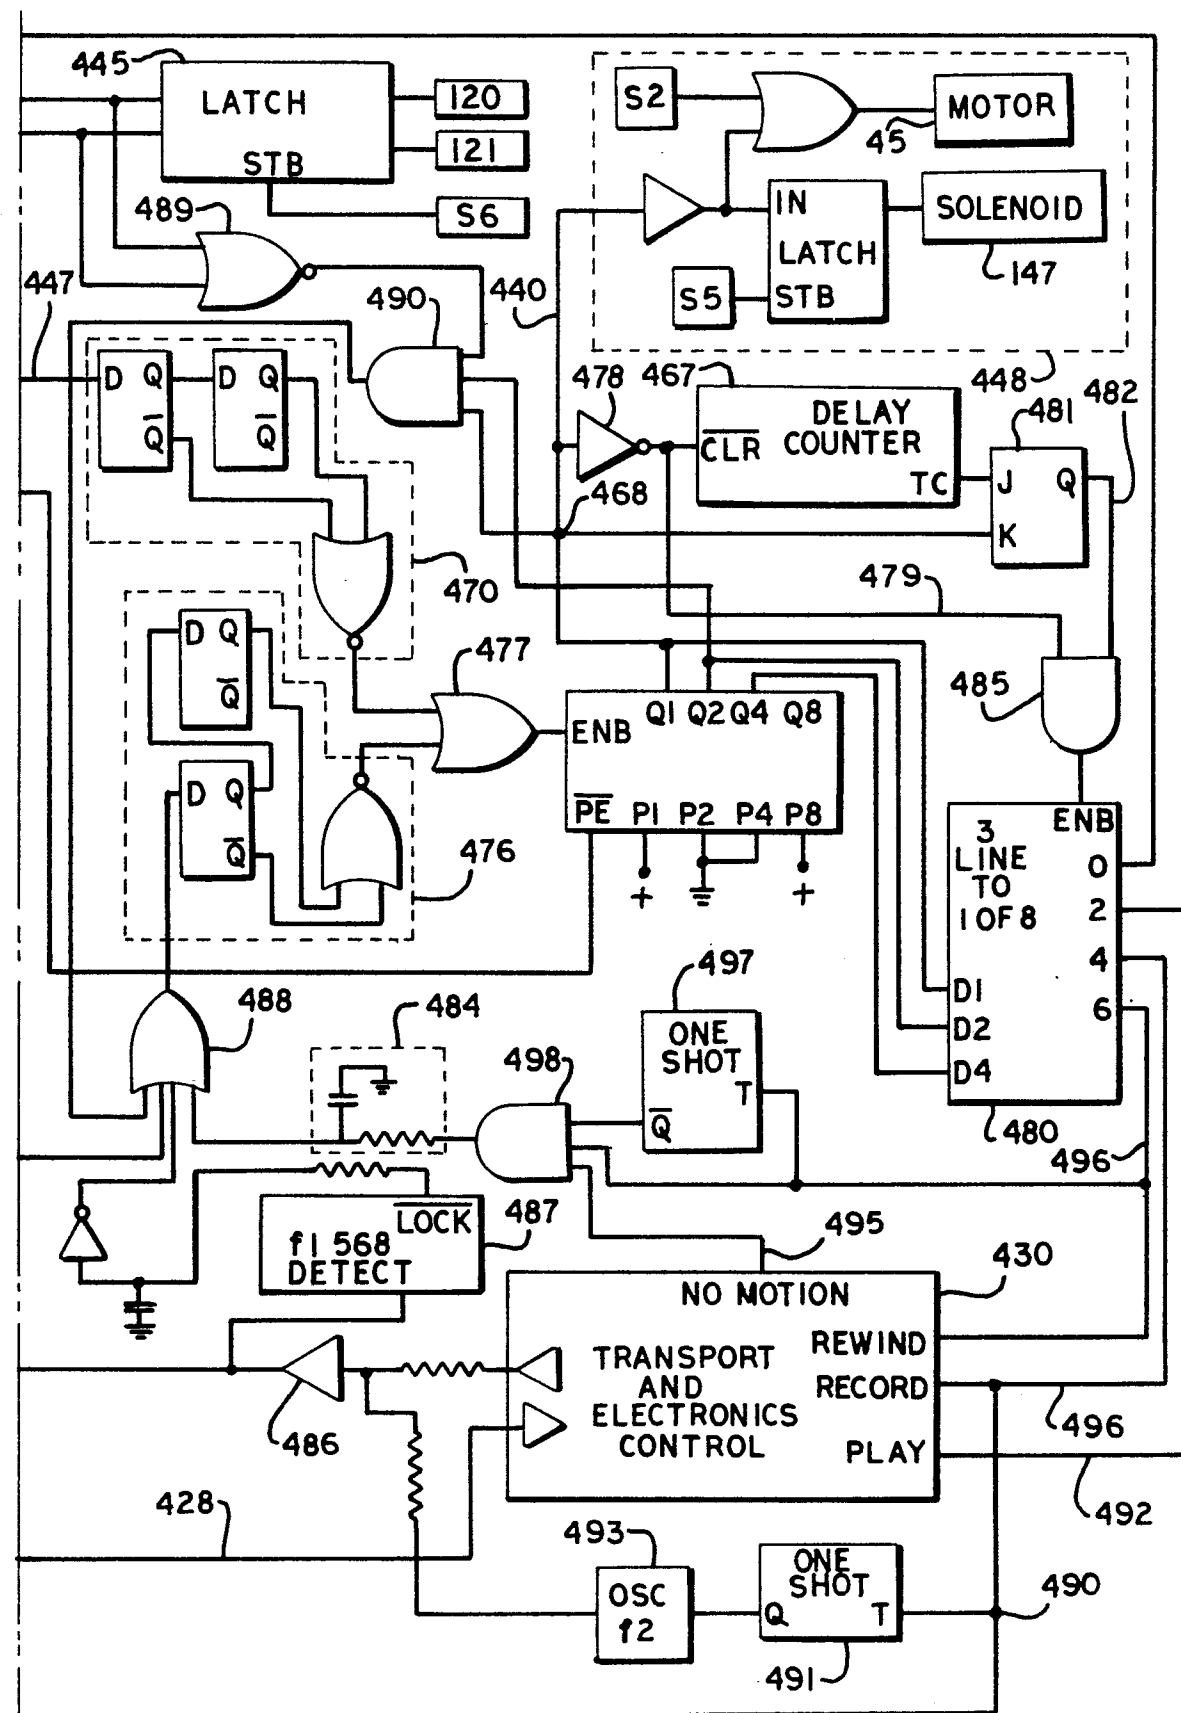 445
LATCH
STB
120
121
S6
489
S2
MOTOR
45
IN
LATCH
STB
SOLENOID
147
S5
448
447
490
440
D Q
Q̅
D Q
Q̅
470
478
467
C̅L̅R̅
DELAY
COUNTER
TC
468
481
482
J Q
K
479
D Q
Q̅
D Q
Q̅
476
477
Q1 Q2 Q4 Q8
ENB
P̅E̅ P1 P2 P4 P8
+
+
485
ENB
3
LINE
TO
1 OF 8
0
2
4
6
D1
D2
D4
480
496
488
484
497
ONE
SHOT
T
Q̅
498
L̅O̅C̅K̅
f1 568
DETECT
487
495
430
NO MOTION
REWIND
RECORD
PLAY
TRANSPORT
AND
ELECTRONICS
CONTROL
496
492
486
428
493
OSC
f2
ONE
SHOT
Q T
491
490